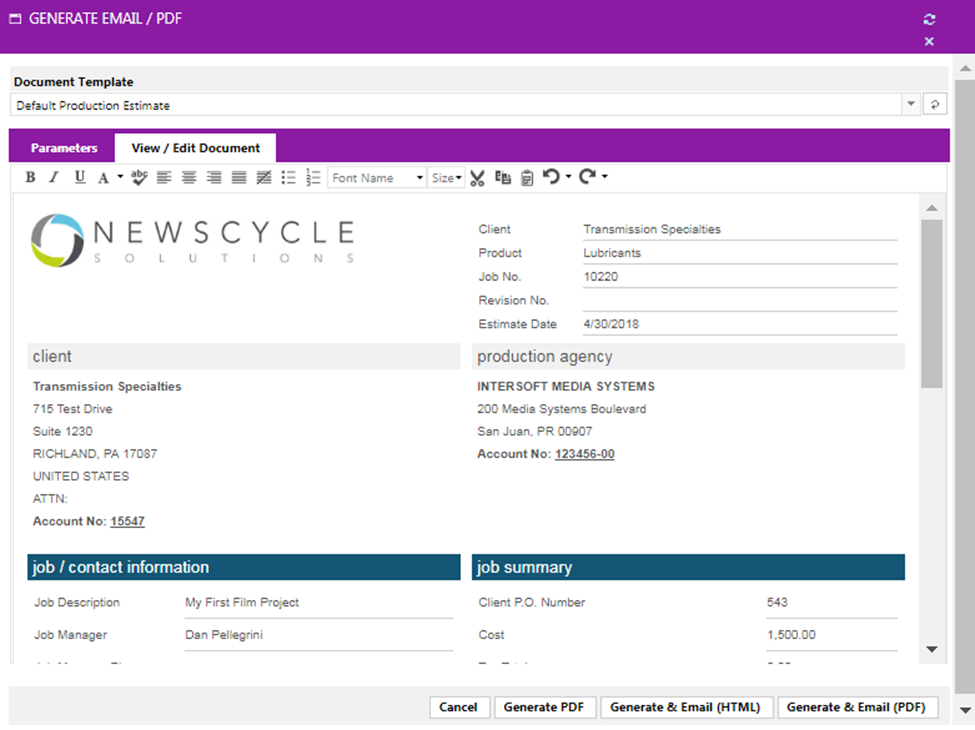 GENERATE EMAIL / PDF
Document Template
Default Production Estimate
Parameters View / Edit Document
B I U A abc Font Name Size
NEWSCYCLE
SOLUTIONS
Client Transmission Specialties
Product Lubricants
Job No. 10220
Revision No.
Estimate Date 4/30/2018
client
Transmission Specialties
715 Test Drive
Suite 1230
RICHLAND, PA 17087
UNITED STATES
ATTN:
Account No: 15547
production agency
INTERSOFT MEDIA SYSTEMS
200 Media Systems Boulevard
San Juan, PR 00907
Account No: 123456-00
job / contact information
Job Description My First Film Project
Job Manager Dan Pellegrini
job summary
Client P.O. Number 543
Cost 1,500.00
Cancel Generate PDF Generate & Email (HTML) Generate & Email (PDF)